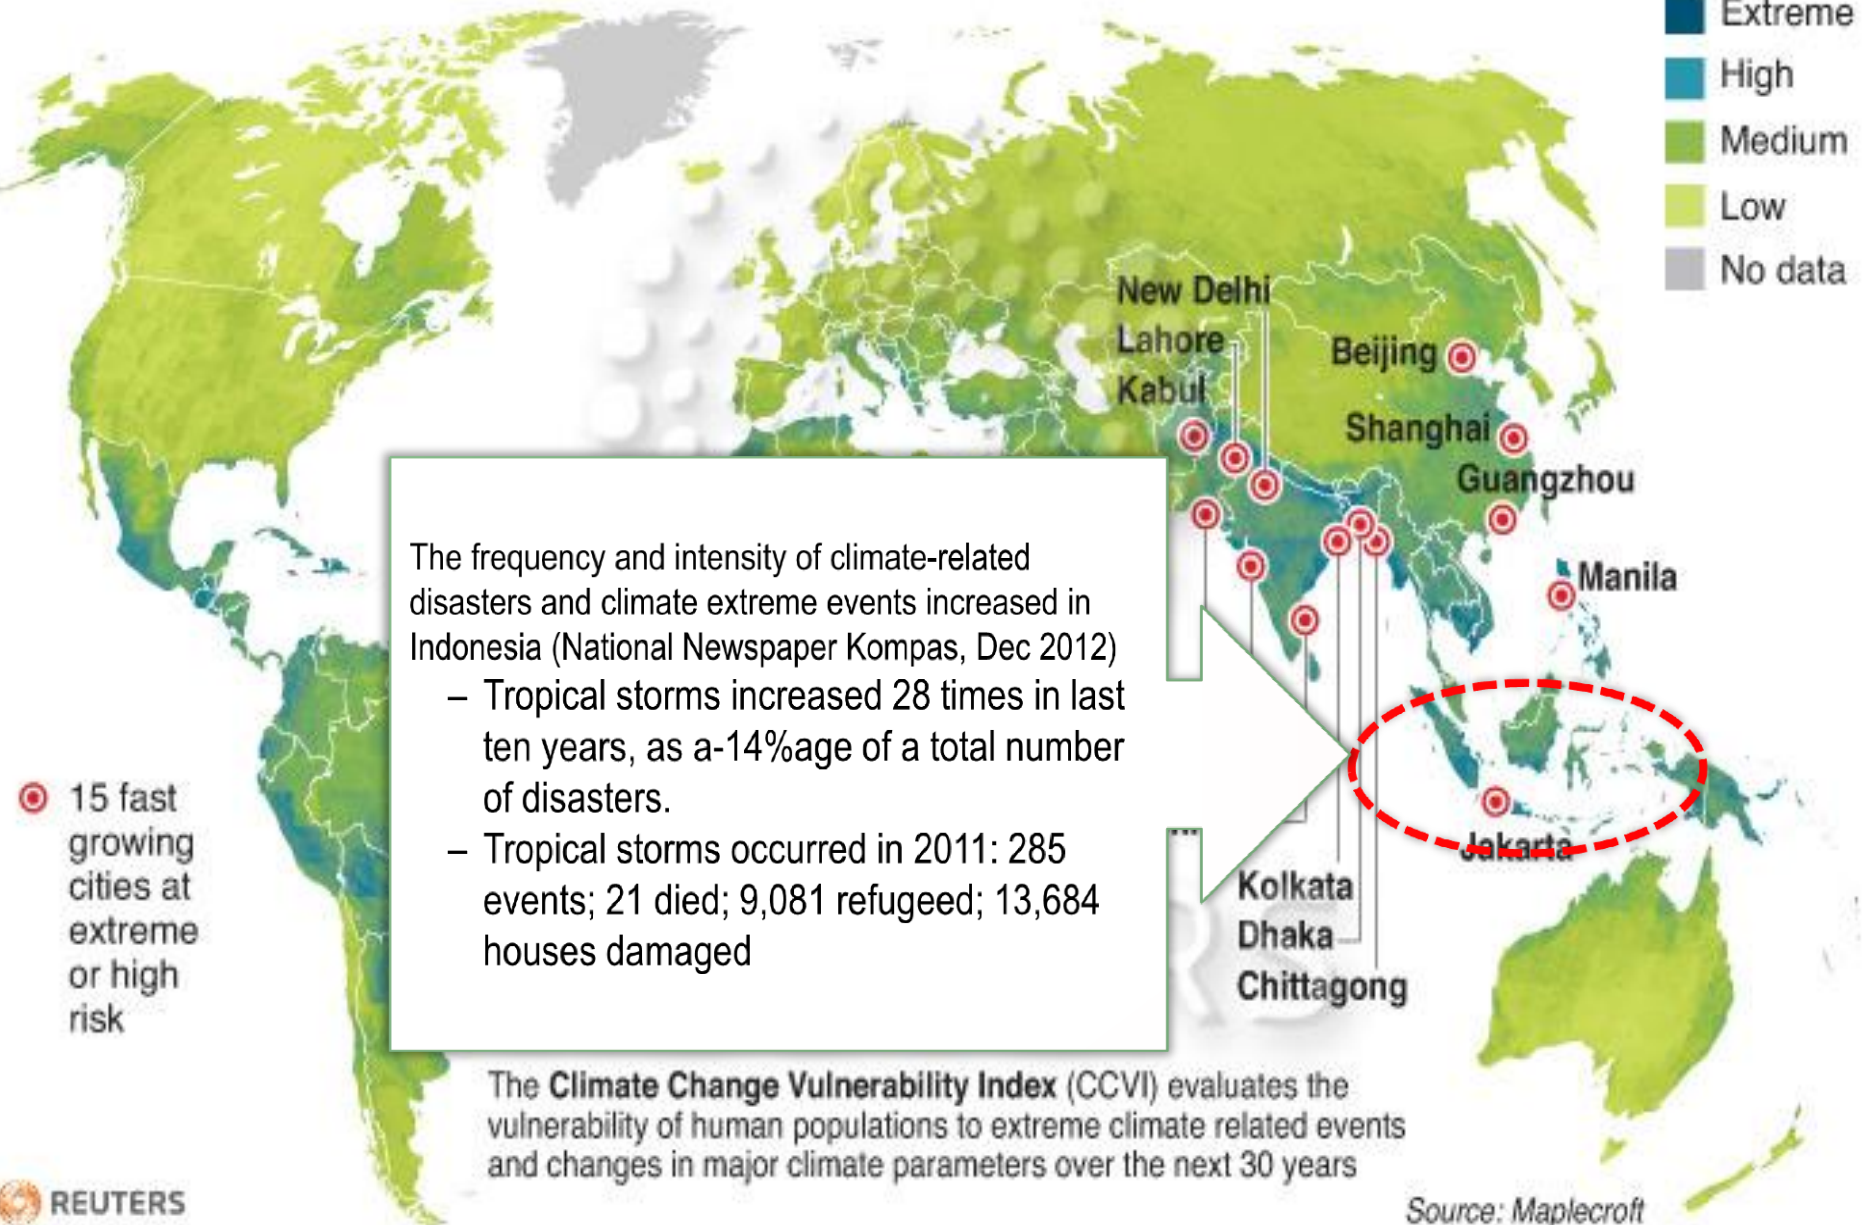 Extreme
High
Medium
Low
No data
New Delhi
Lahore
Kabul
Beijing
Shanghai
Guangzhou
Manila
The frequency and intensity of climate-related
disasters and climate extreme events increased in
Indonesia (National Newspaper Kompas, Dec 2012)
– Tropical storms increased 28 times in last
ten years, as a-14%age of a total number
of disasters.
– Tropical storms occurred in 2011: 285
events; 21 died; 9,081 refugeed; 13,684
houses damaged
15 fast
growing
cities at
extreme
or high
risk
Jakarta
Kolkata
Dhaka
Chittagong
The Climate Change Vulnerability Index (CCVI) evaluates the
vulnerability of human populations to extreme climate related events
and changes in major climate parameters over the next 30 years
REUTERS
Source: Maplecroft